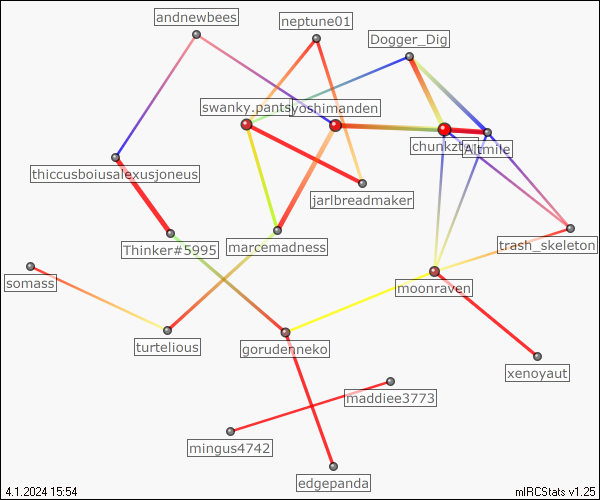 andnewbees
neptune01
Dogger_Dig
swanky.pants
yoshimanden
Altmile
thiccusboiusalexusjoneus
jarlbreadmaker
Thinker#5995
marcemadness
trash_skeleton
somass
moonraven
turtelious
gorudenneko
xenoyaut
maddiee3773
mingus4742
edgepanda
4.1.2024 15:54
mIRCStats v1.25